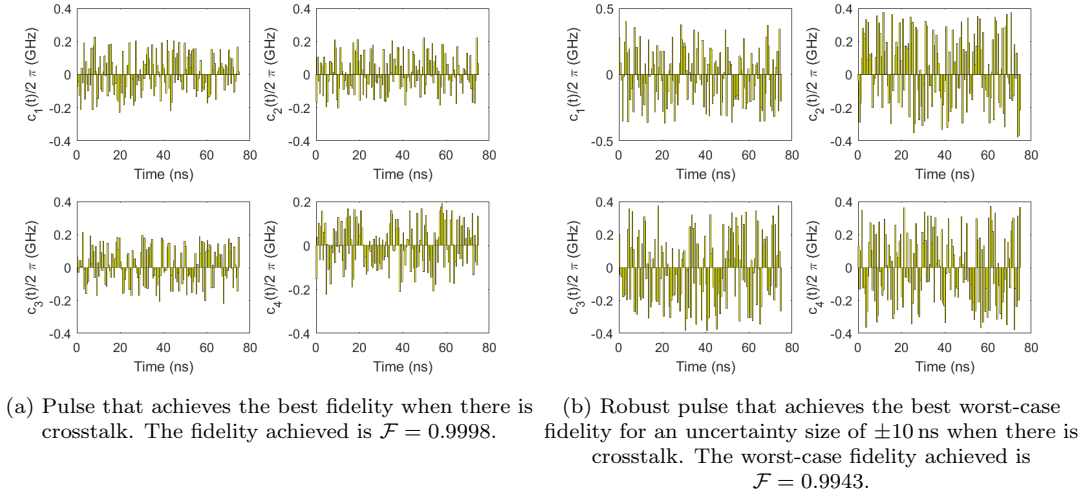 0.4
0.2
0
-0.2
-0.4
c1(t)/2 π (GHz)
0 20 40 60 80
Time (ns)
0.4
0.2
0
-0.2
-0.4
c2(t)/2 π (GHz)
0 20 40 60 80
Time (ns)
0.5
0
-0.5
c1(t)/2 π (GHz)
0 20 40 60 80
Time (ns)
0.4
0.2
0
-0.2
-0.4
c2(t)/2 π (GHz)
0 20 40 60 80
Time (ns)
0.4
0.2
0
-0.2
-0.4
c3(t)/2 π (GHz)
0 20 40 60 80
Time (ns)
0.2
0
-0.2
-0.4
c4(t)/2 π (GHz)
0 20 40 60 80
Time (ns)
0.4
0.2
0
-0.2
-0.4
c3(t)/2 π (GHz)
0 20 40 60 80
Time (ns)
0.4
0.2
0
-0.2
-0.4
c4(t)/2 π (GHz)
0 20 40 60 80
Time (ns)
(a) Pulse that achieves the best fidelity when there is
crosstalk. The fidelity achieved is F = 0.9998.
(b) Robust pulse that achieves the best worst-case
fidelity for an uncertainty size of ±10 ns when there is
crosstalk. The worst-case fidelity achieved is
F = 0.9943.